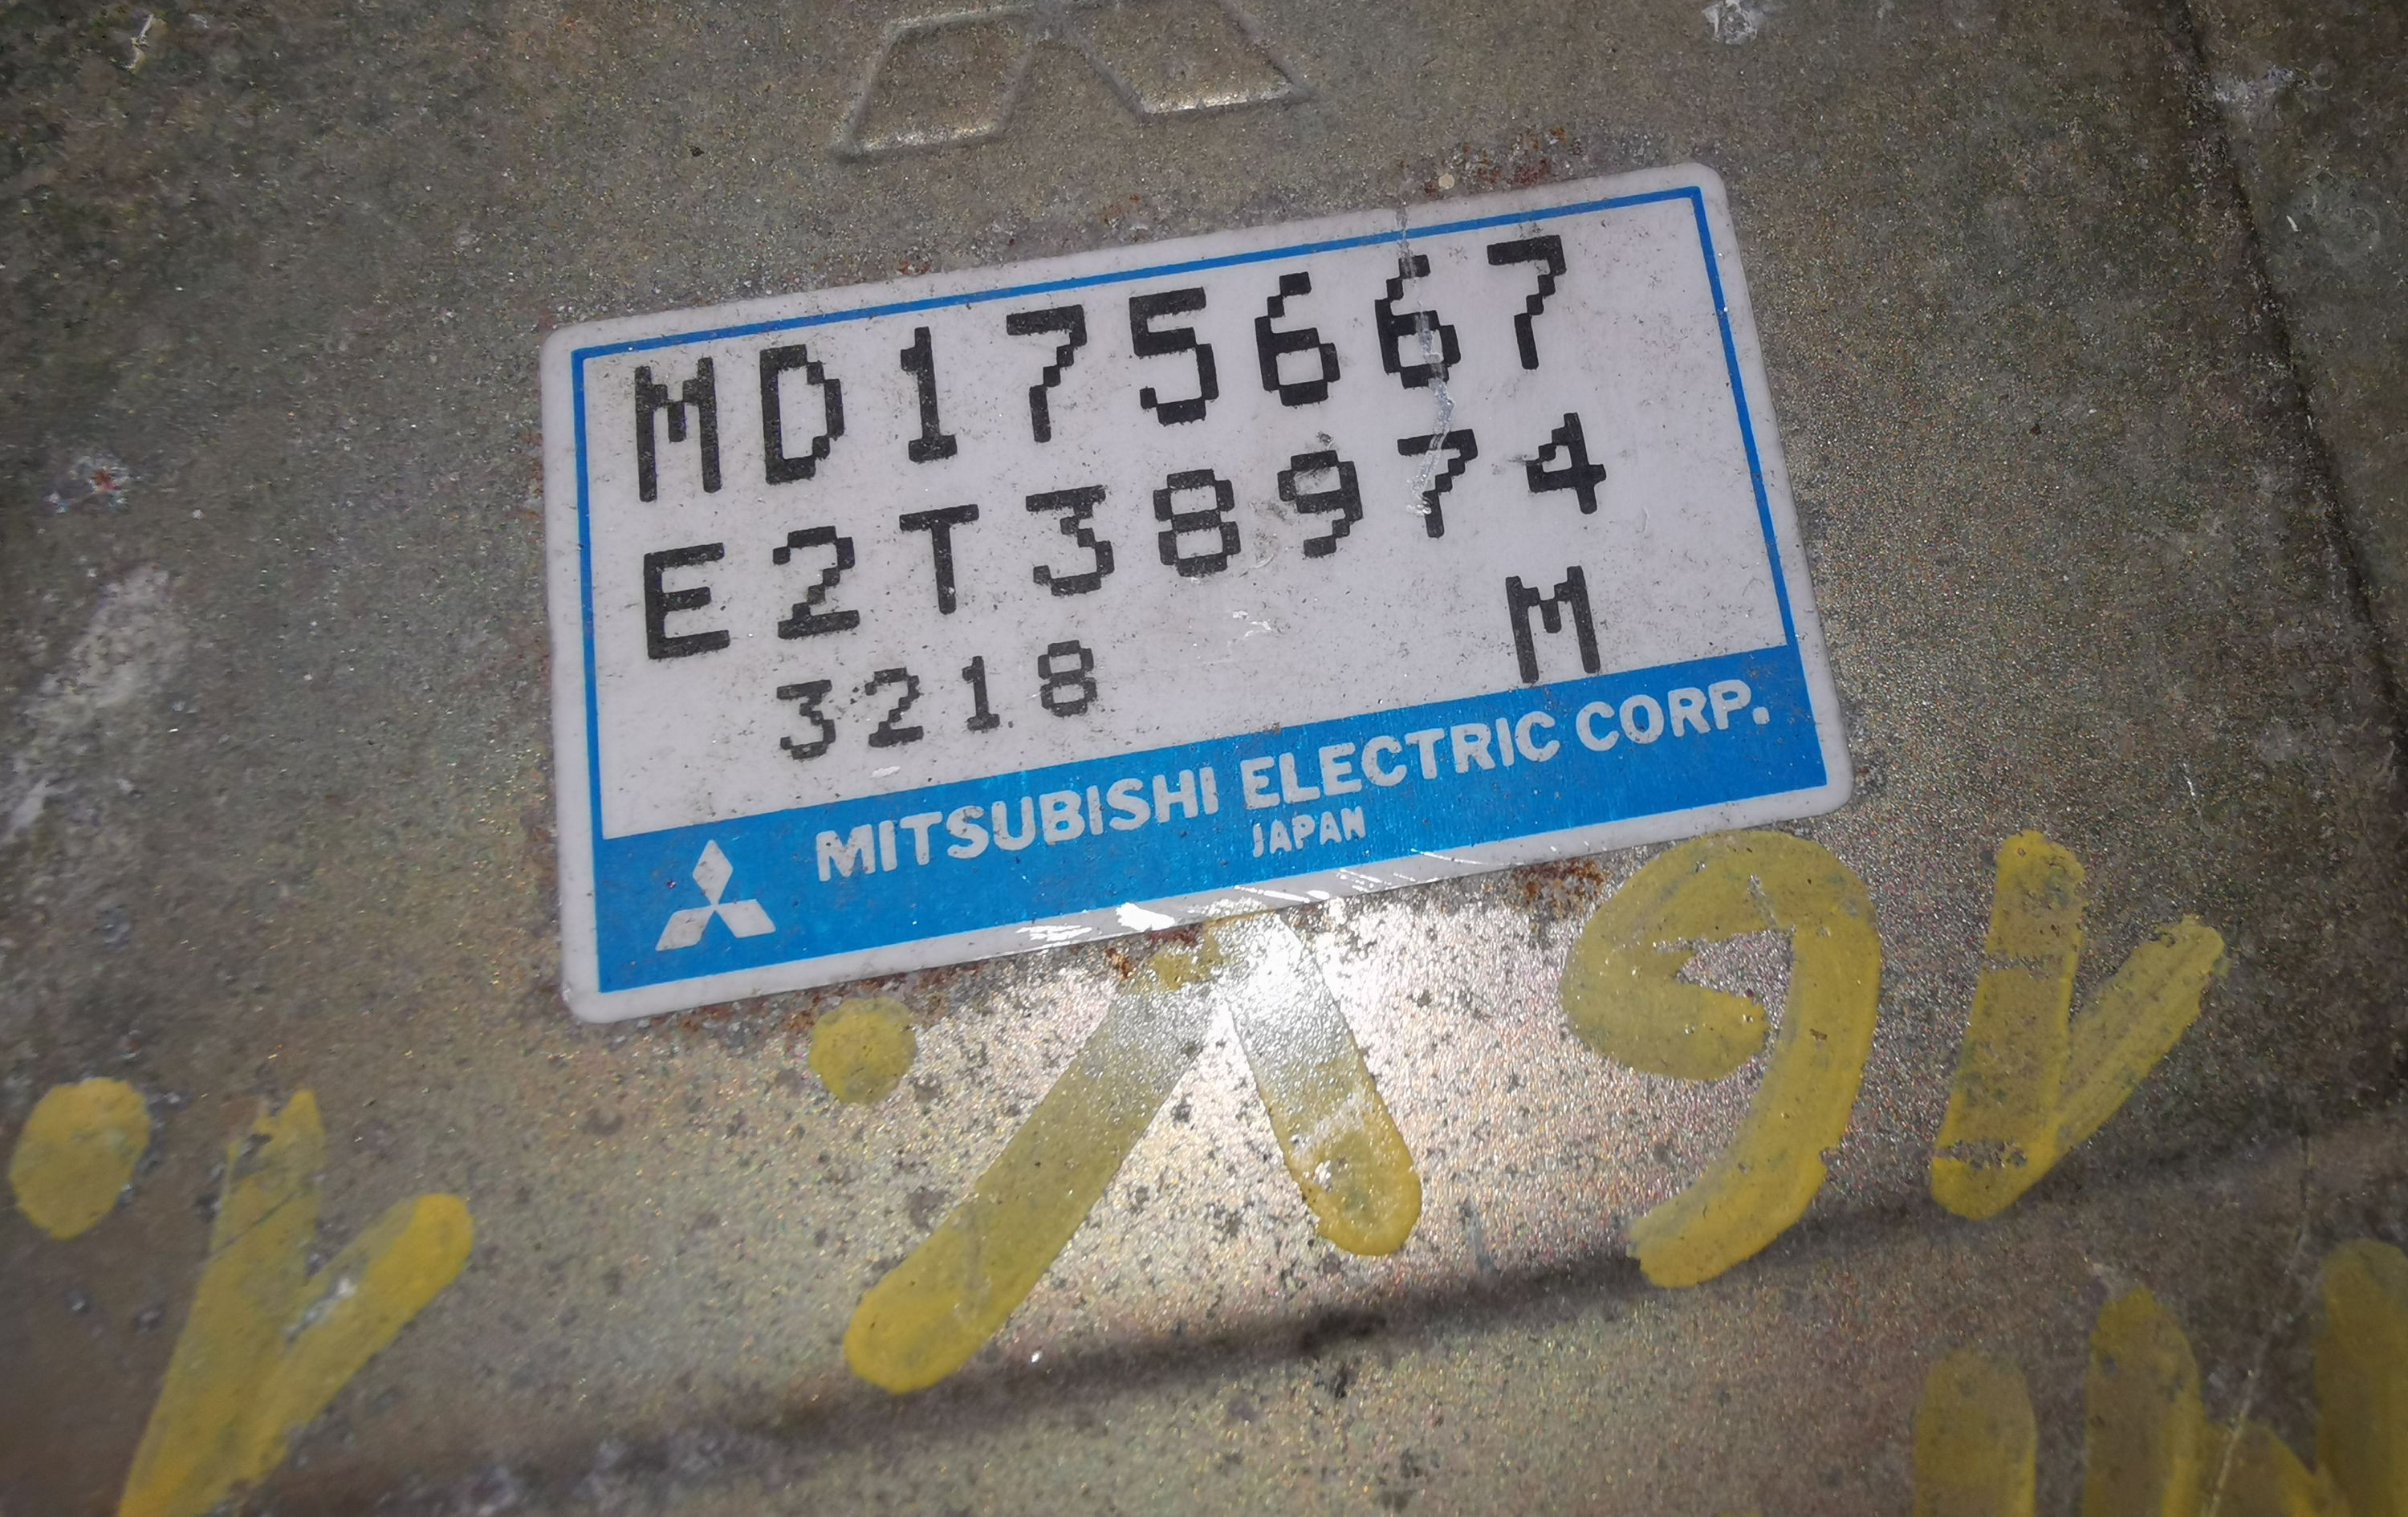 MD175667
E2T38974
3218 M
MITSUBISHI ELECTRIC CORP.
JAPAN